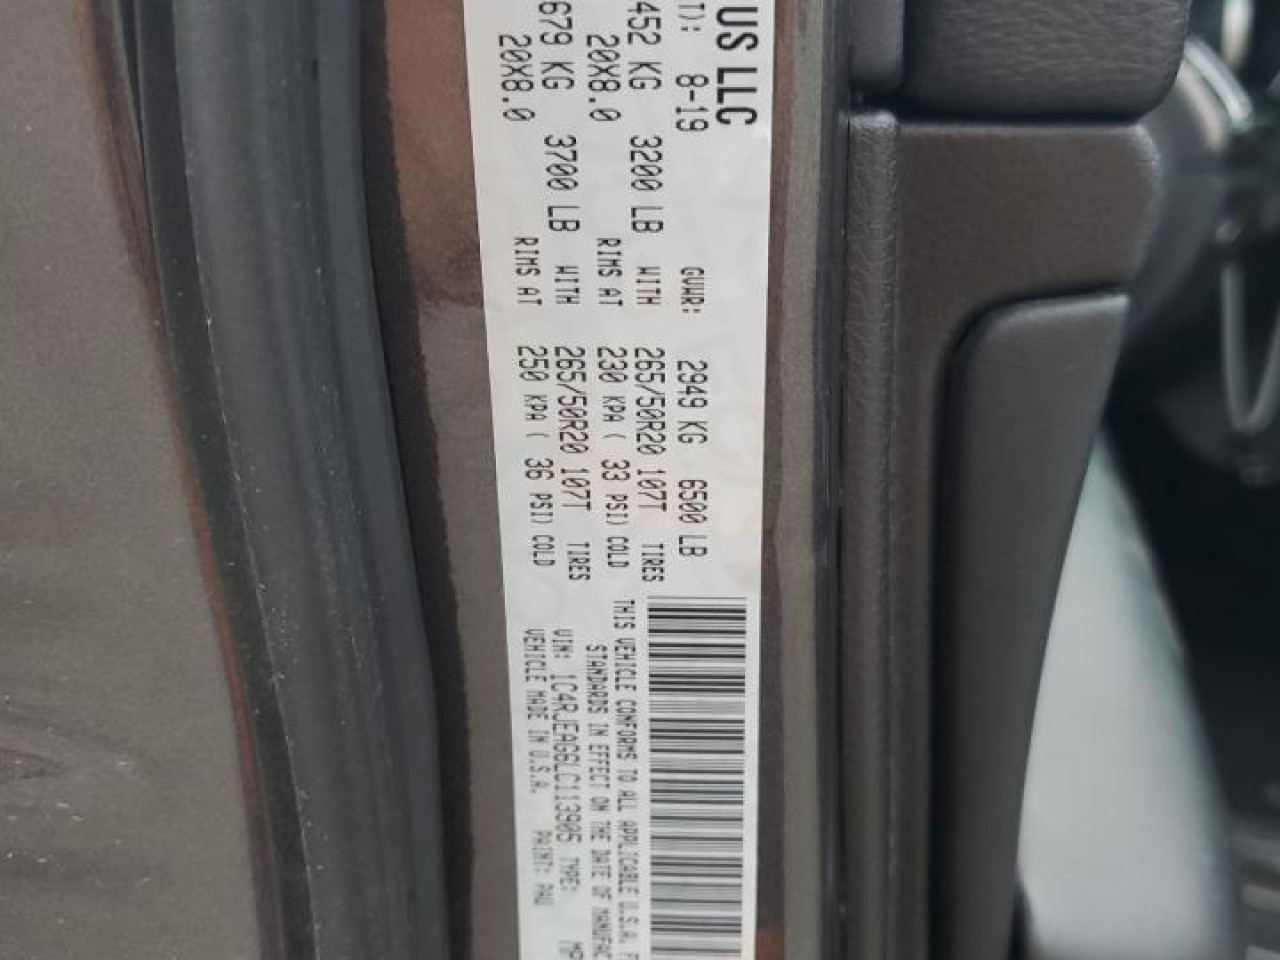 US LLC
T): 8-19 GVWR: 2949 KG 6500 LB
452 KG 3200 LB WITH 265/50R20 107T TIRES
20X8.0 RIMS AT 230 KPA ( 33 PSI) COLD
679 KG 3700 LB WITH 265/50R20 107T TIRES
20X8.0 RIMS AT 250 KPA ( 36 PSI) COLD
THIS VEHICLE CONFORMS TO ALL APPLICABLE U.S.A. F
STANDARDS IN EFFECT ON THE DATE OF MANUFAC
VIN: 1C4RJEAG6LC113905 TYPE: MP
VEHICLE MADE IN U.S.A. PAINT: PAU